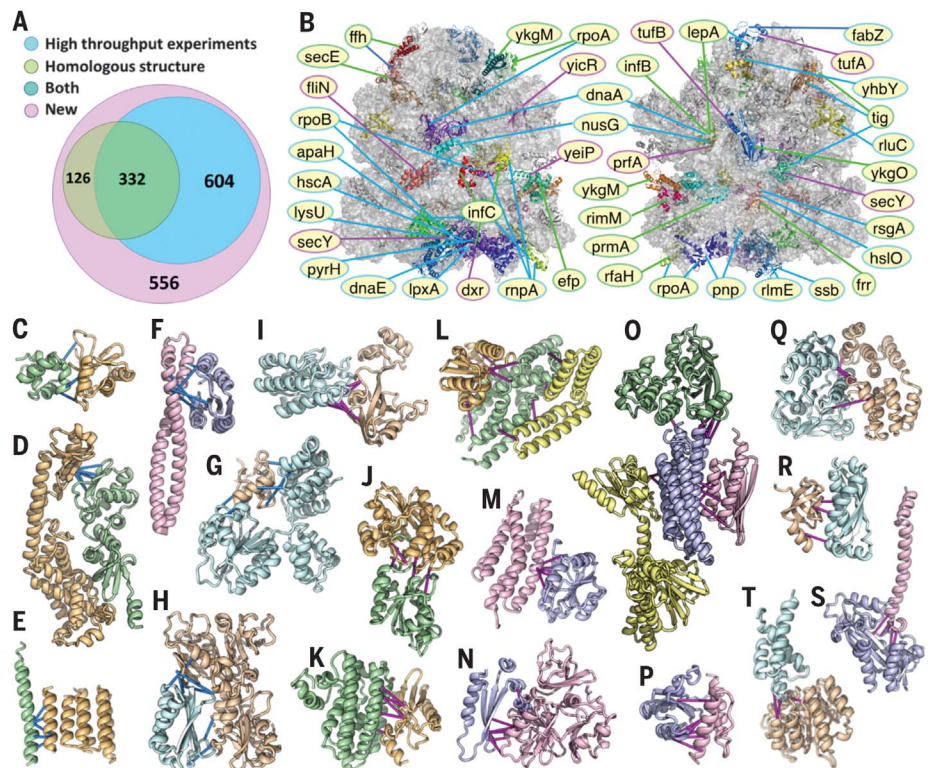 A
High throughput experiments
Homologous structure
Both
New
126
332
604
556
B
ffh
secE
fliN
rpoB
apaH
hscA
lysU
secY
pyrH
dnaE
lpxA
dxr
rnpA
efp
infC
ykgM
rpoA
yicR
dnaA
nusG
yeiP
tufB
lepA
infB
prfA
ykgM
rimM
prmA
rfaH
rpoA
pnp
rlmE
ssb
frr
fabZ
tufA
yhbY
tig
rluC
ykgO
secY
rsgA
hslO
C
F
I
L
O
Q
D
G
J
M
R
E
H
K
N
P
T
S